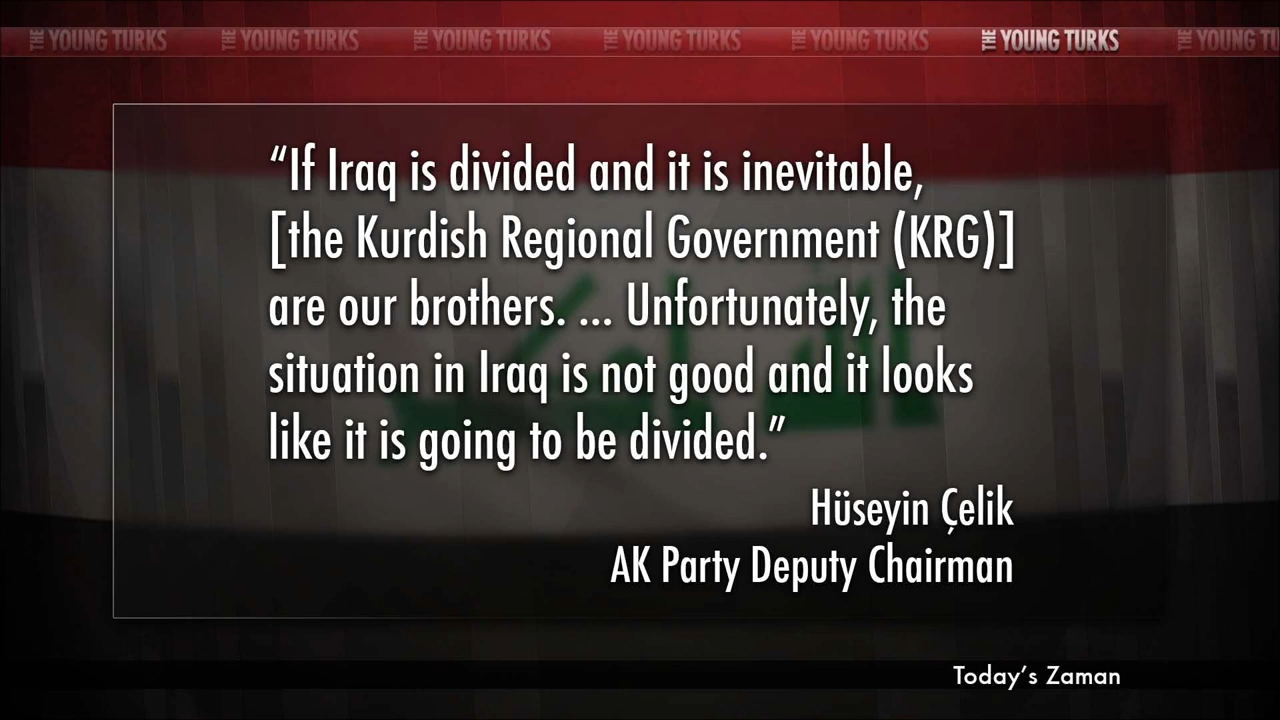 THE YOUNG TURKS THE YOUNG TURKS THE YOUNG TURKS THE YOUNG TURKS THE YOUNG TURKS THE YOUNG TURKS THE YOUNG TU
“If Iraq is divided and it is inevitable,
[the Kurdish Regional Government (KRG)]
are our brothers. ... Unfortunately, the
situation in Iraq is not good and it looks
like it is going to be divided.”
Hüseyin Çelik
AK Party Deputy Chairman
Today’s Zaman